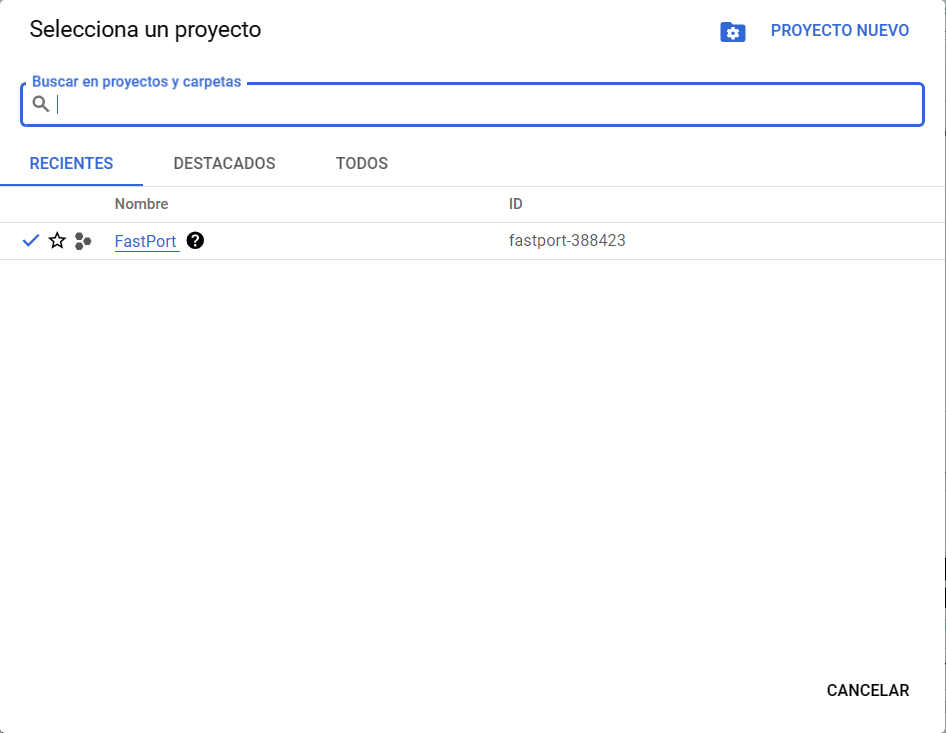 Selecciona un proyecto
PROYECTO NUEVO
Buscar en proyectos y carpetas
RECIENTES DESTACADOS TODOS
Nombre ID
FastPort ? fastport-388423
CANCELAR